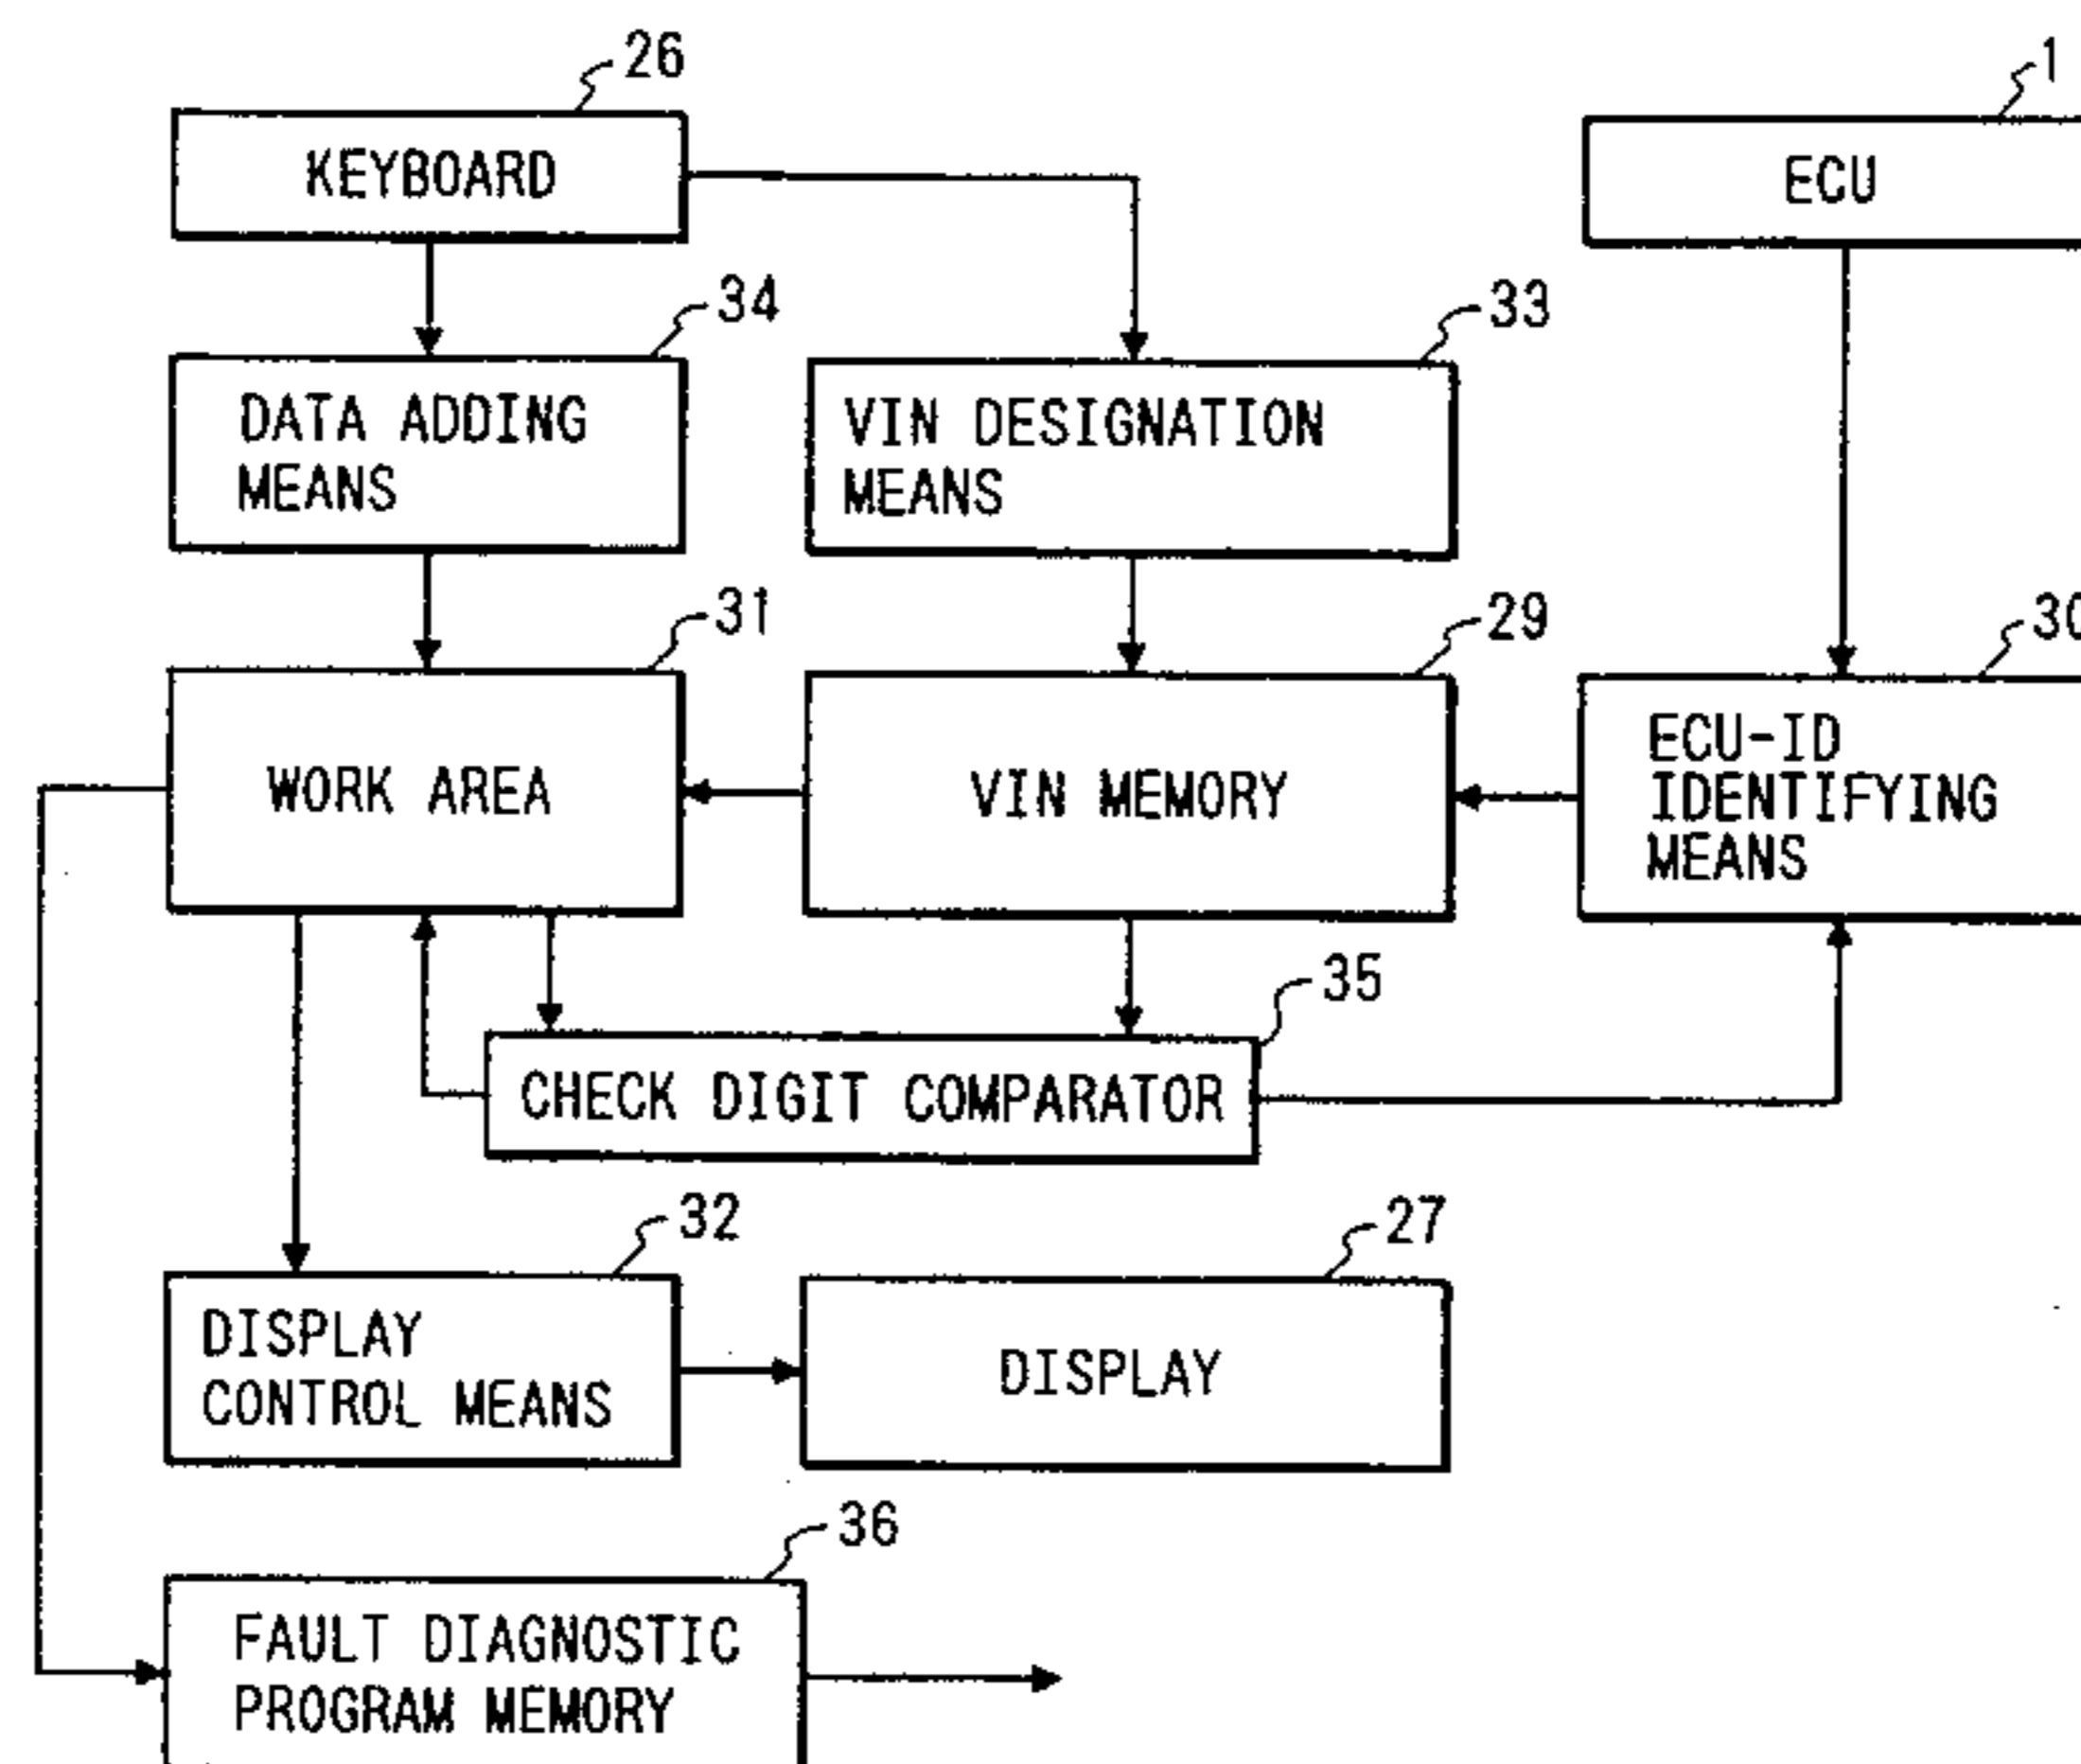 26
1
KEYBOARD
ECU
34
33
DATA ADDING
MEANS
VIN DESIGNATION
MEANS
31
29
30
WORK AREA
VIN MEMORY
ECU-ID
IDENTIFYING
MEANS
35
CHECK DIGIT COMPARATOR
32
27
DISPLAY
CONTROL MEANS
DISPLAY
36
FAULT DIAGNOSTIC
PROGRAM MEMORY